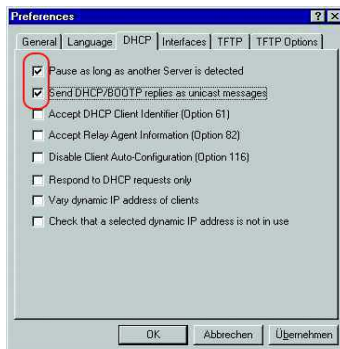 Preferences
General Language DHCP Interfaces TFTP TFTP Options
Pause as long as another Server is detected
Send DHCP/BOOTP replies as unicast messages
Accept DHCP Client Identifier (Option 61)
Accept Relay Agent Information (Option 82)
Disable Client Auto-Configuration (Option 116)
Respond to DHCP requests only
Vary dynamic IP address of clients
Check that a selected dynamic IP address is not in use
OK Abbrechen Übernehmen